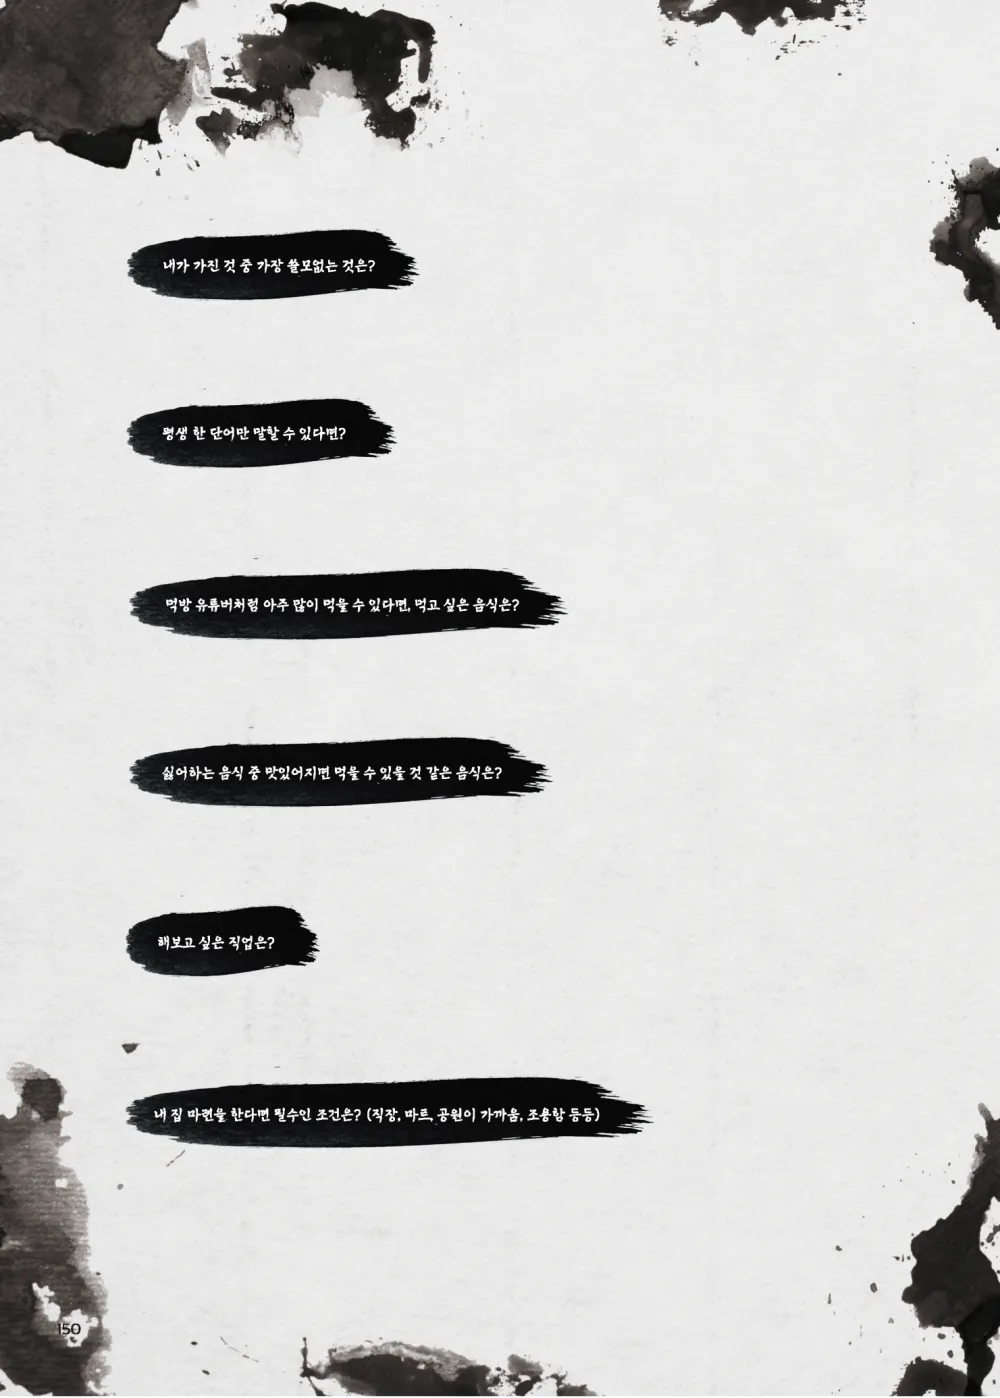 내가 가진 것 중 가장 쓸모없는 것은?
평생 한 단어만 말할 수 있다면?
먹방 유튜버처럼 아주 많이 먹을 수 있다면, 먹고 싶은 음식은?
싫어하는 음식 중 맛있어지면 먹을 수 있을 것 같은 음식은?
해보고 싶은 직업은?
내 집 마련을 한다면 필수인 조건은? (직장, 마트, 공원이 가까움, 조용함 등등)
150